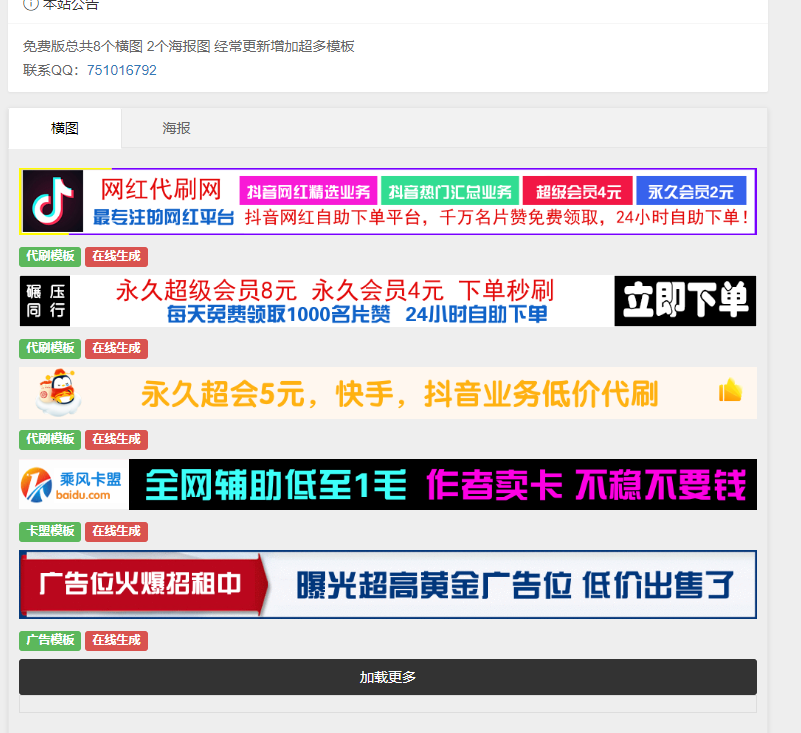 本站公告
免费版总共8个横图 2个海报图 经常更新增加超多模板
联系QQ：751016792
横图 海报
网红代刷网 抖音网红精选业务 抖音热门汇总业务 超级会员4元 永久会员2元
最专注的网红平台 抖音网红自助下单平台，千万名片赞免费领取，24小时自助下单！
代刷模板 在线生成
碾压 永久超级会员8元 永久会员4元 下单秒刷 立即下单
同行 每天免费领取1000名片赞 24小时自助下单
代刷模板 在线生成
永久超会5元，快手，抖音业务低价代刷
代刷模板 在线生成
乘风卡盟 全网辅助低至1毛 作者卖卡 不稳不要钱
baidu.com
卡盟模板 在线生成
广告位火爆招租中 曝光超高黄金广告位 低价出售了
广告模板 在线生成
加载更多